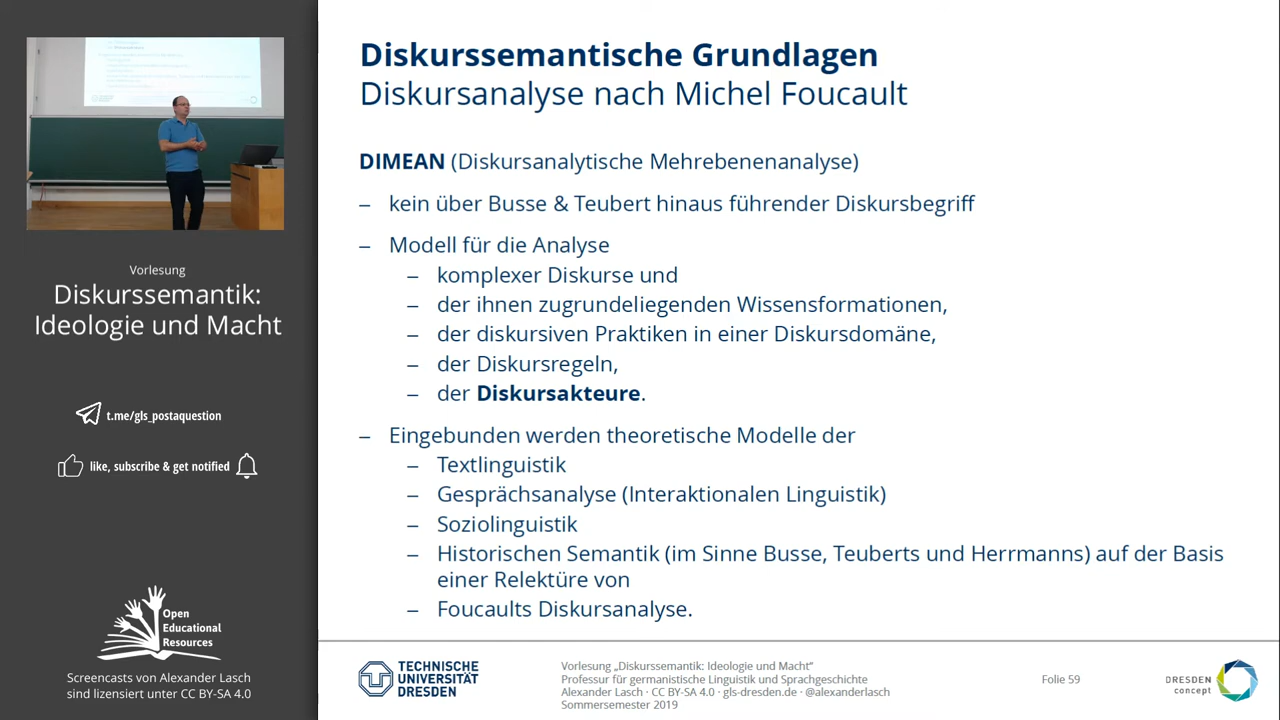 Vorlesung
Diskurssemantik:
Ideologie und Macht
t.me/gls_postaquestion
like, subscribe & get notified
Open
Educational
Resources
Screencasts von Alexander Lasch
sind lizensiert unter CC BY-SA 4.0
Diskurssemantische Grundlagen
Diskursanalyse nach Michel Foucault
DIMEAN (Diskursanalytische Mehrebenenanalyse)
– kein über Busse & Teubert hinaus führender Diskursbegriff
– Modell für die Analyse
– komplexer Diskurse und
– der ihnen zugrundeliegenden Wissensformationen,
– der diskursiven Praktiken in einer Diskursdomäne,
– der Diskursregeln,
– der Diskursakteure.
– Eingebunden werden theoretische Modelle der
– Textlinguistik
– Gesprächsanalyse (Interaktionalen Linguistik)
– Soziolinguistik
– Historischen Semantik (im Sinne Busse, Teuberts und Herrmanns) auf der Basis
einer Relektüre von
– Foucaults Diskursanalyse.
TECHNISCHE
UNIVERSITÄT
DRESDEN
Vorlesung „Diskurssemantik: Ideologie und Macht“
Professur für germanistische Linguistik und Sprachgeschichte
Alexander Lasch · CC BY-SA 4.0 · gls-dresden.de · @alexanderlasch
Sommersemester 2019
Folie 59
DRESDEN
concept